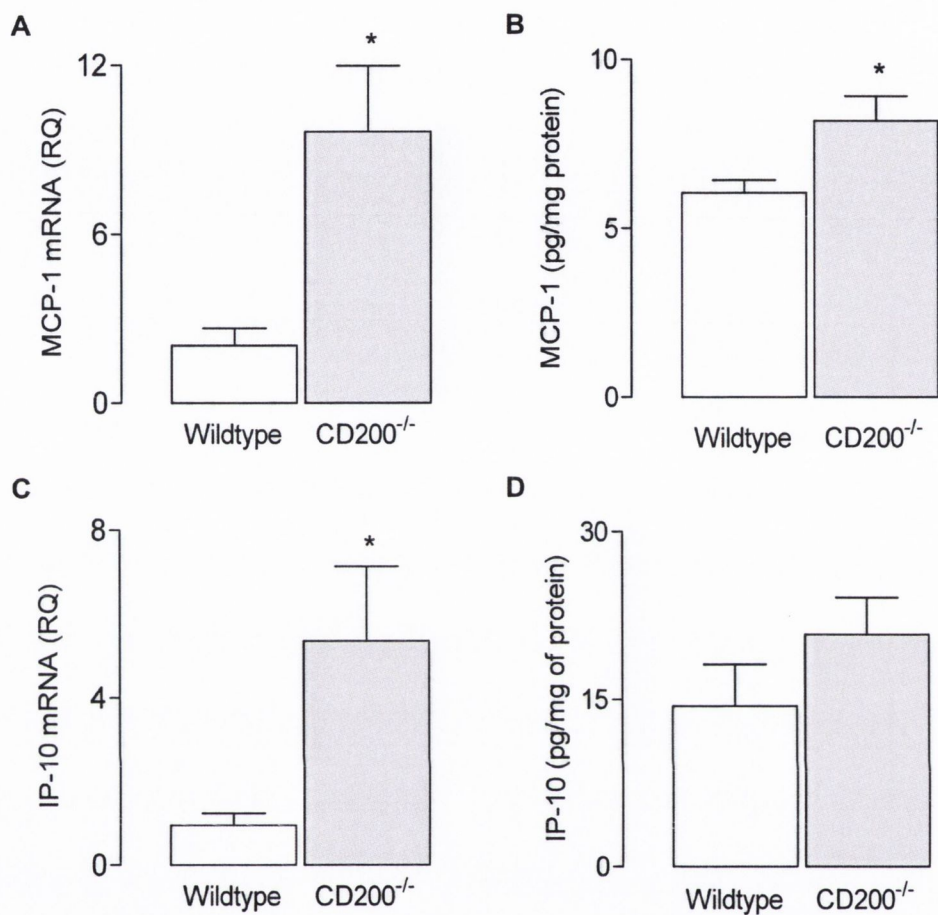 A
*
12
6
0
MCP-1 mRNA (RQ)
Wildtype
CD200-/-
B
*
10
5
0
MCP-1 (pg/mg protein)
Wildtype
CD200-/-
C
*
8
4
0
IP-10 mRNA (RQ)
Wildtype
CD200-/-
D
30
15
0
IP-10 (pg/mg of protein)
Wildtype
CD200-/-